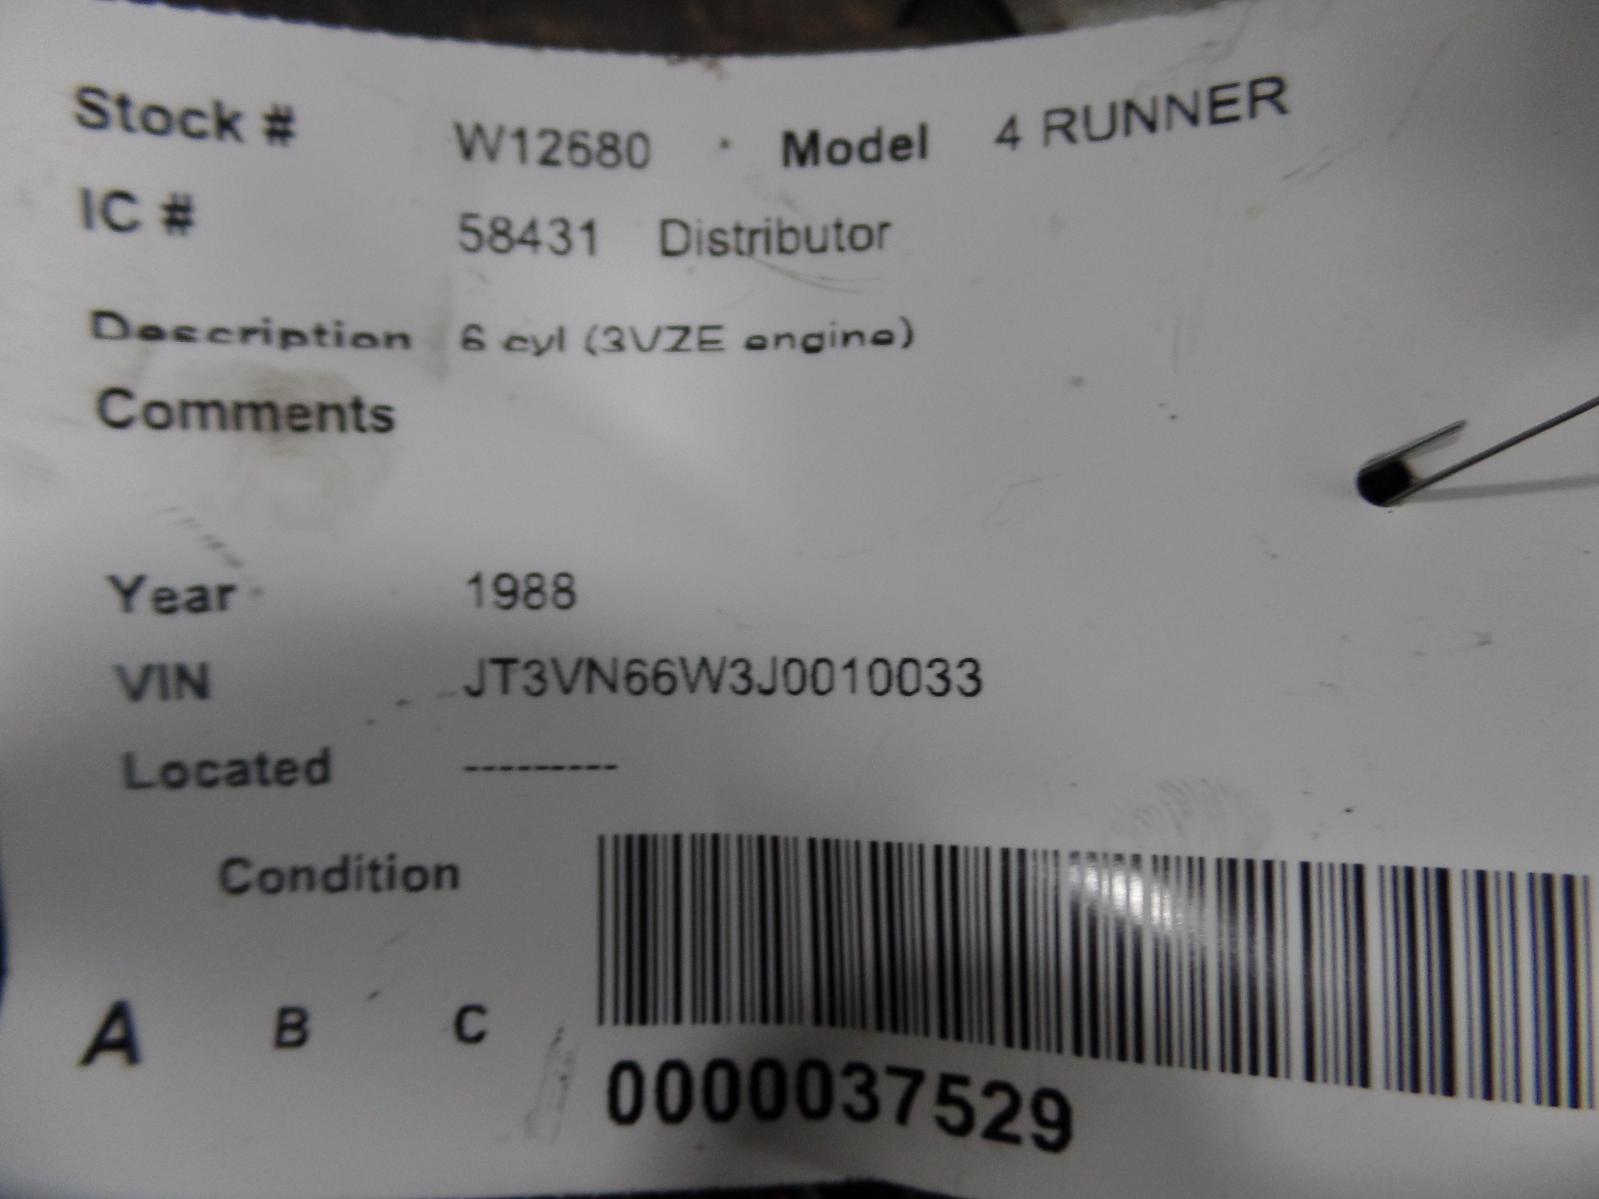 Stock # W12680 Model 4 RUNNER
IC # 58431 Distributor
Description 6 cyl (3VZE engine)
Comments
Year 1988
VIN JT3VN66W3J0010033
Located ---------
Condition
A B C
0000037529